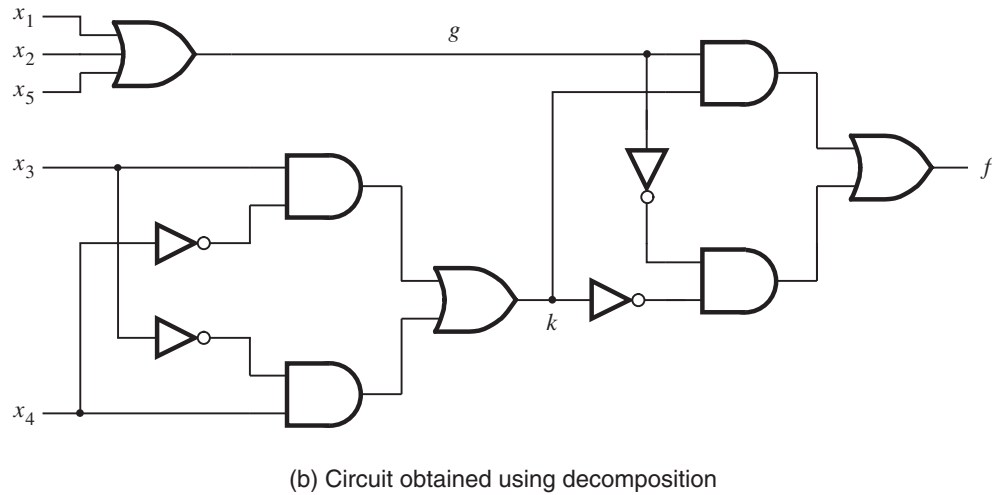 x1
g
x2
x5
x3
f
k
x4
(b) Circuit obtained using decomposition